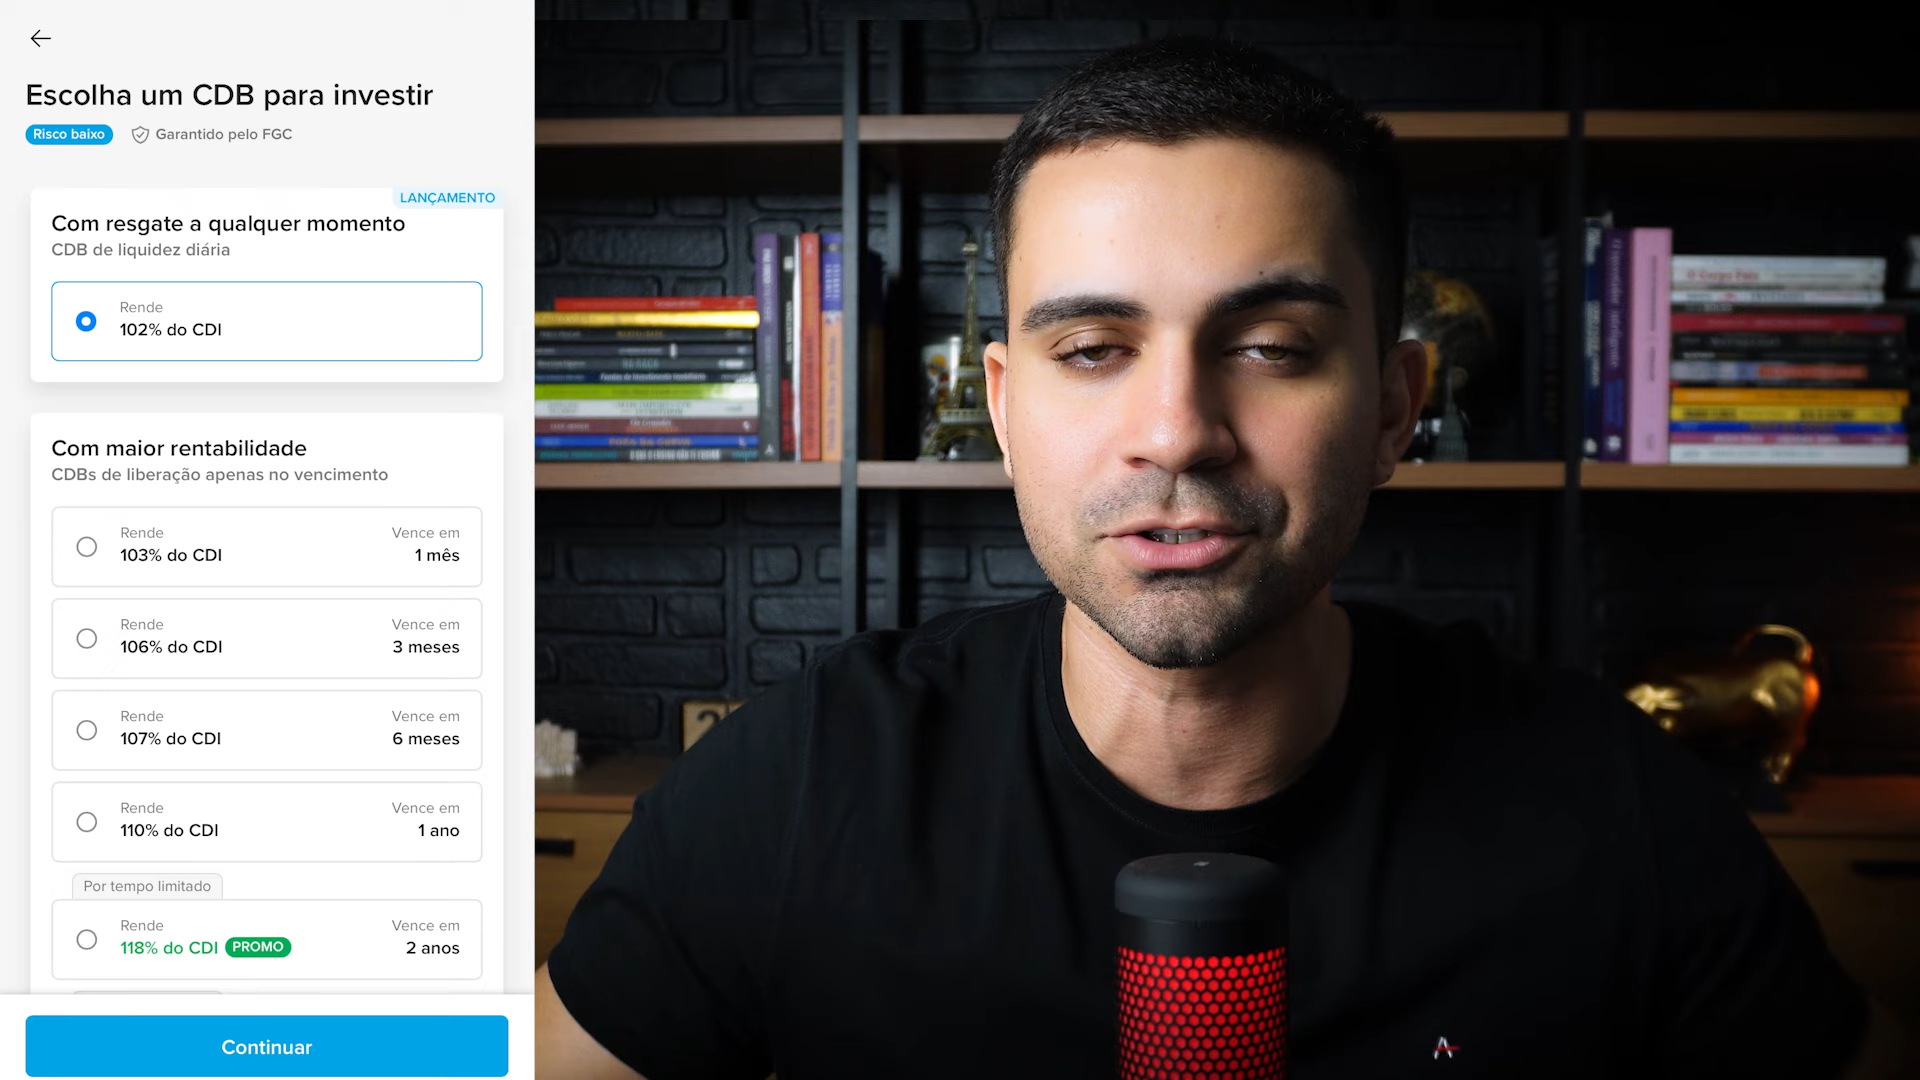 Escolha um CDB para investir
Risco baixo
Garantido pelo FGC
LANÇAMENTO
Com resgate a qualquer momento
CDB de liquidez diária
Rende
102% do CDI
Com maior rentabilidade
CDBs de liberação apenas no vencimento
Rende
Vence em
103% do CDI
1 mês
Rende
Vence em
106% do CDI
3 meses
Rende
Vence em
107% do CDI
6 meses
Rende
Vence em
110% do CDI
1 ano
Por tempo limitado
Rende
Vence em
118% do CDI PROMO
2 anos
Continuar